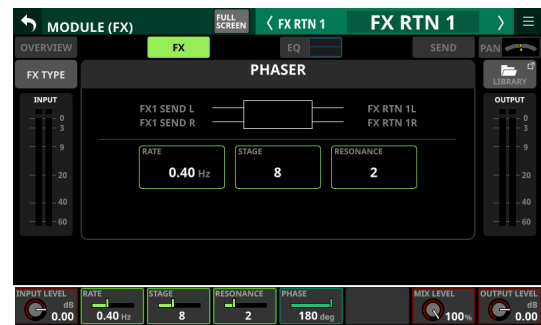 MODULE (FX)
FULL SCREEN
FX RTN 1
FX RTN 1
OVERVIEW
FX
EQ
SEND
PAN
FX TYPE
PHASER
LIBRARY
INPUT
OUTPUT
0
3
9
20
40
60
0
3
9
20
40
60
FX1 SEND L
FX RTN 1L
FX1 SEND R
FX RTN 1R
RATE
STAGE
RESONANCE
0.40 Hz
8
2
INPUT LEVEL
RATE
STAGE
RESONANCE
PHASE
MIX LEVEL
OUTPUT LEVEL
dB
dB
0.00
0.40 Hz
8
2
180 deg
100%
0.00